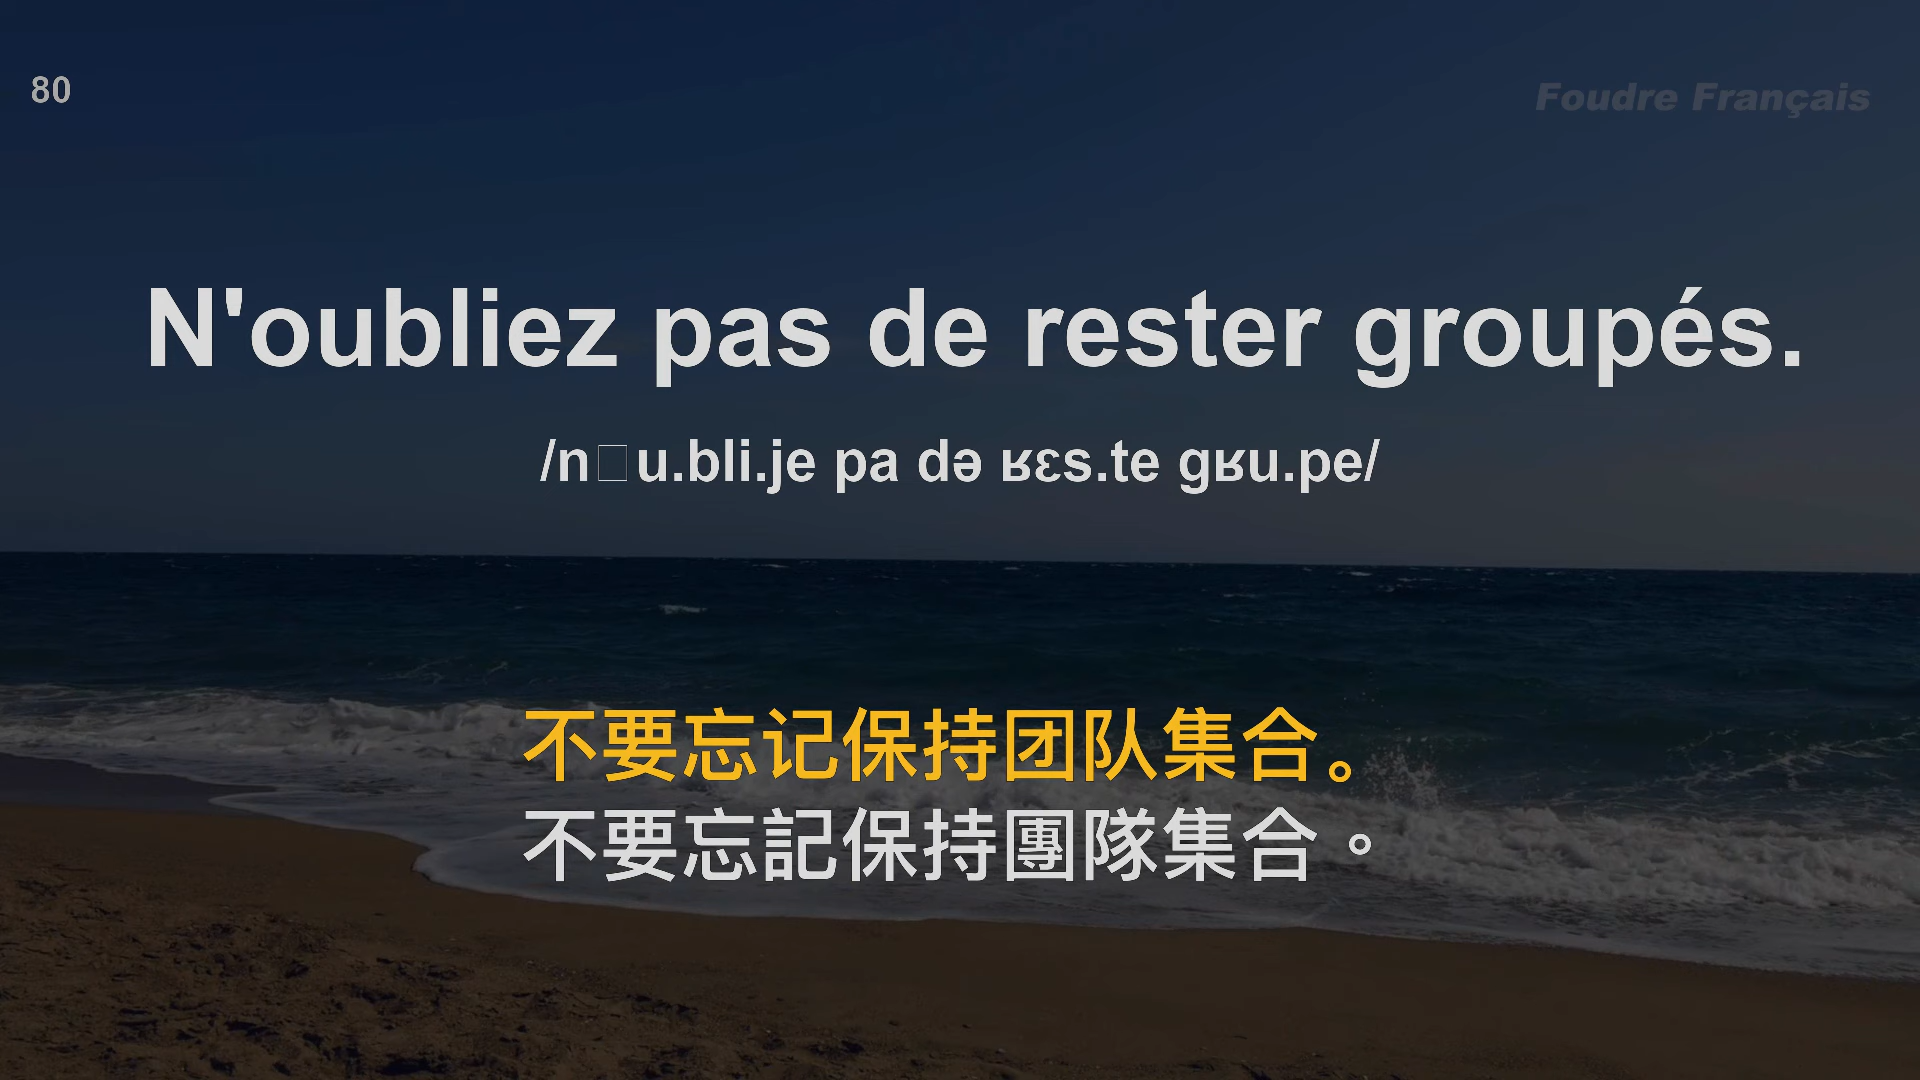 80
Foudre Français
N'oubliez pas de rester groupés.
/n□u.bli.je pa də ʁɛs.te gʁu.pe/
不要忘记保持团队集合。
不要忘記保持團隊集合。